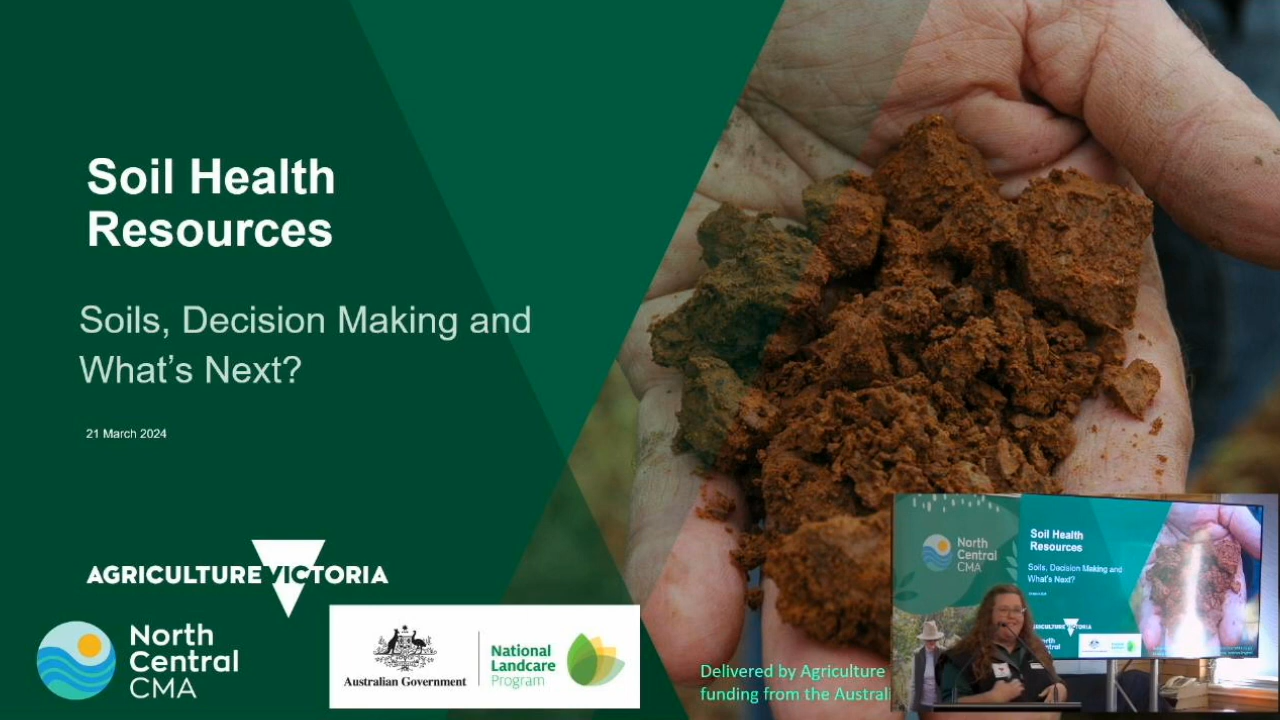 Soil Health
Resources
Soils, Decision Making and
What's Next?
21 March 2024
AGRICULTURE VICTORIA
North
Central
CMA
Australian Government
National
Landcare
Program
Delivered by Agriculture
funding from the Australi
North
Central
CMA
Soil Health
Resources
Soils, Decision Making and
What's Next?